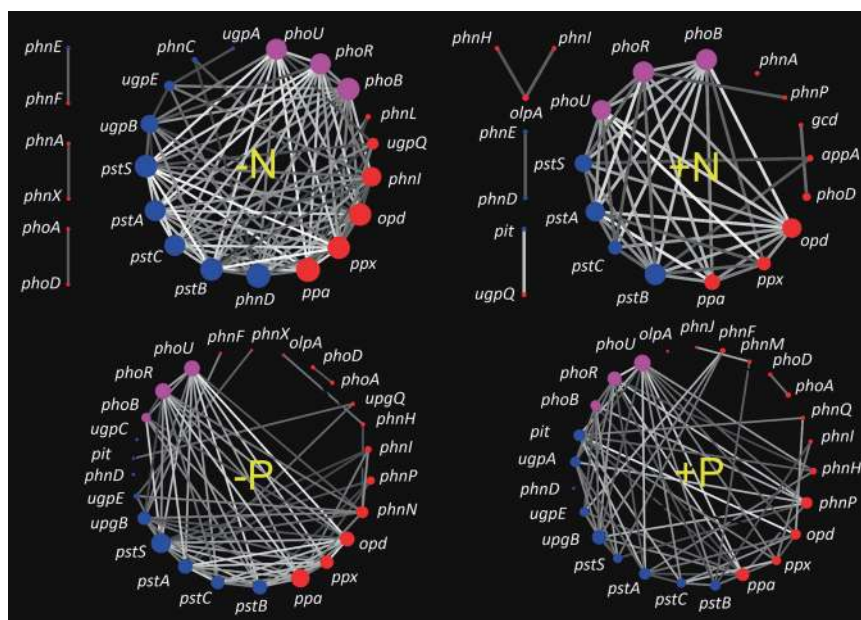 phnE
phnF
phnA
phnX
phoA
phoD
ugpA
phoU
phoR
phoB
phnL
ugpQ
phnI
opd
ppx
ppa
phnD
pstB
pstC
pstA
pstS
ugpB
ugpE
phnC
-N
phnH
phnI
olpA
phnE
phnD
pit
ugpQ
phoB
phnA
phnP
gcd
appA
phoD
opd
ppx
ppa
pstB
pstC
pstA
pstS
phoU
phoR
+N
phoU
phnF
phnX
olpA
phoD
phoA
upgQ
phnH
phnI
phnP
phnN
opd
ppx
ppa
pstB
pstC
pstA
pstS
upgB
ugpE
phnD
pit
ugpC
phoB
phoR
-P
phoU
olpA
phnJ
phnF
phnM
phoD
phoA
phnQ
phnI
phnH
phnP
opd
ppx
ppa
pstB
pstC
pstA
pstS
upgB
ugpE
phnD
ugpA
pit
phoB
phoR
+P